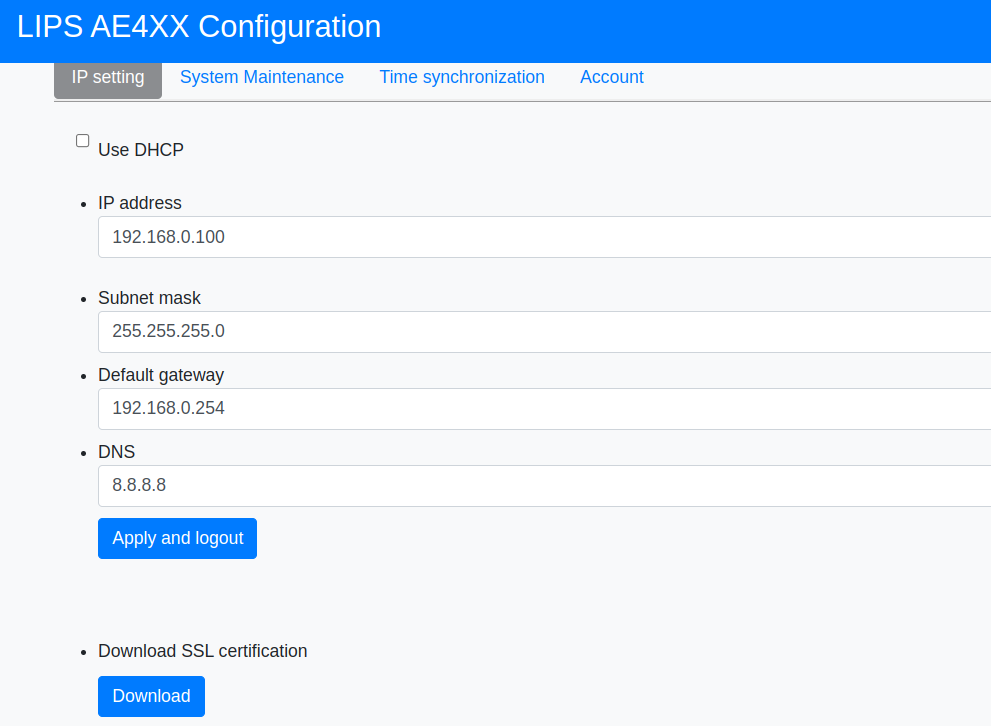 LIPS AE4XX Configuration
IP setting System Maintenance Time synchronization Account
Use DHCP
IP address
192.168.0.100
Subnet mask
255.255.255.0
Default gateway
192.168.0.254
DNS
8.8.8.8
Apply and logout
Download SSL certification
Download